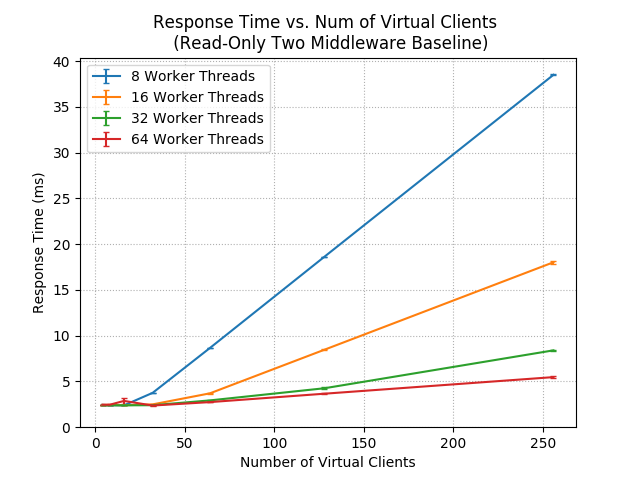 Response Time vs. Num of Virtual Clients
(Read-Only Two Middleware Baseline)
8 Worker Threads
16 Worker Threads
32 Worker Threads
64 Worker Threads
Response Time (ms)
40
35
30
25
20
15
10
5
0
0
50
100
150
200
250
Number of Virtual Clients